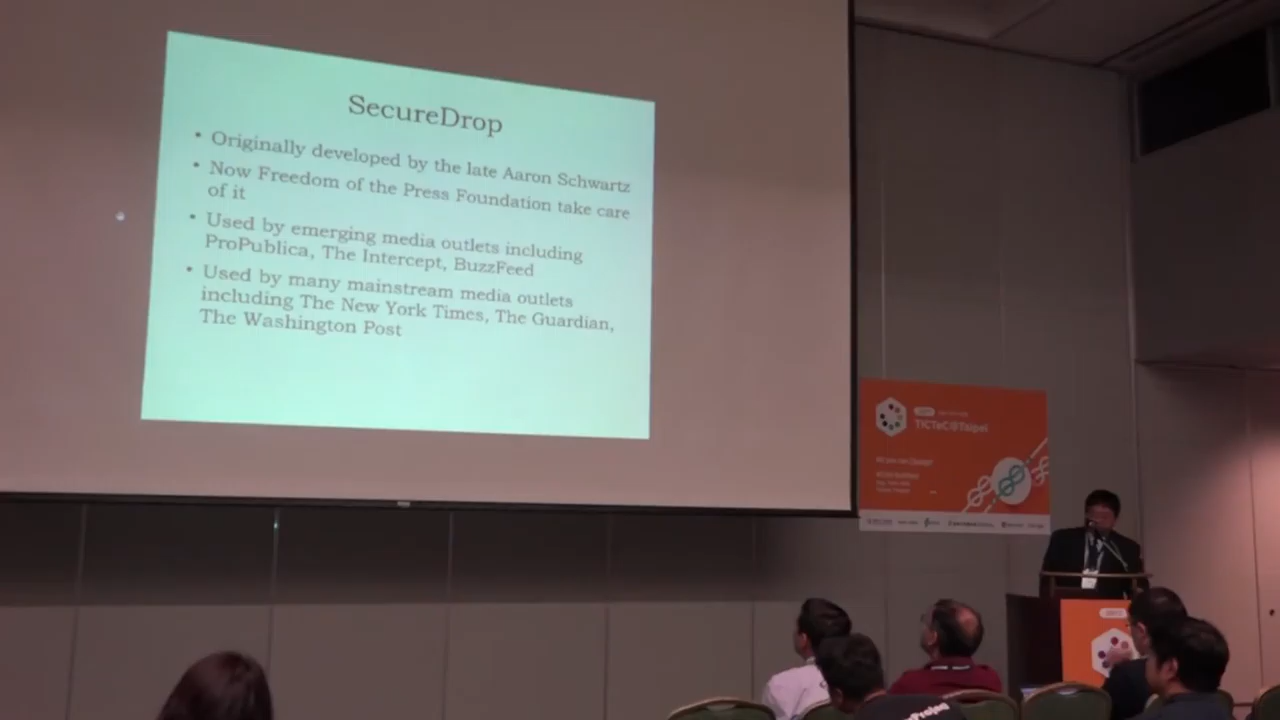 SecureDrop
• Originally developed by the late Aaron Schwartz
• Now Freedom of the Press Foundation take care
of it
• Used by emerging media outlets including
ProPublica, The Intercept, BuzzFeed
• Used by many mainstream media outlets
including The New York Times, The Guardian,
The Washington Post
TICTeC@Taipei